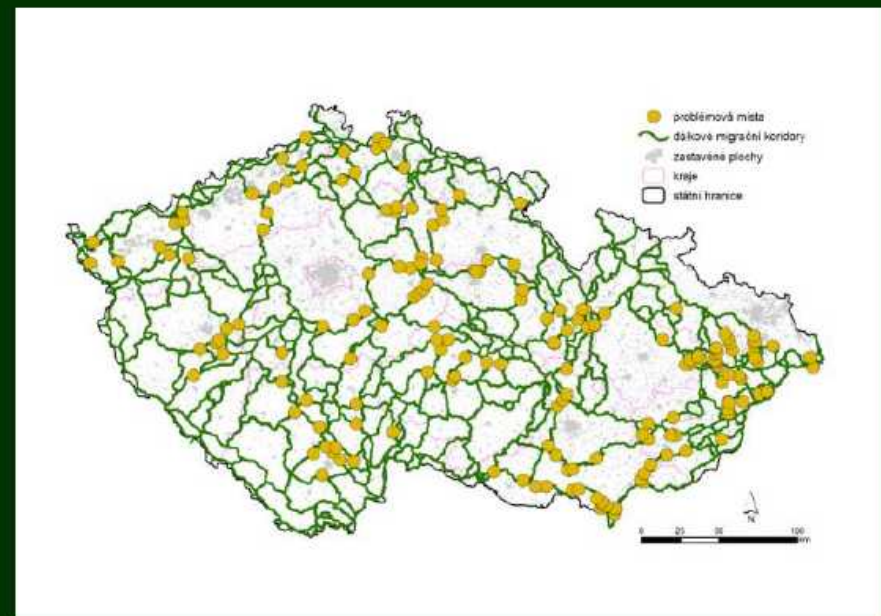 problémová místa
dálkové migrační koridory
zastavěné plochy
kraje
státní hranice
N
0 25 50 100
km